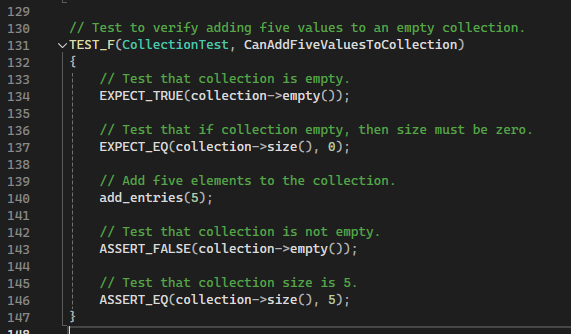 129
130 // Test to verify adding five values to an empty collection.
131 TEST_F(CollectionTest, CanAddFiveValuesToCollection)
132 {
133 // Test that collection is empty.
134 EXPECT_TRUE(collection->empty());
135
136 // Test that if collection empty, then size must be zero.
137 EXPECT_EQ(collection->size(), 0);
138
139 // Add five elements to the collection.
140 add_entries(5);
141
142 // Test that collection is not empty.
143 ASSERT_FALSE(collection->empty());
144
145 // Test that collection size is 5.
146 ASSERT_EQ(collection->size(), 5);
147 }
148